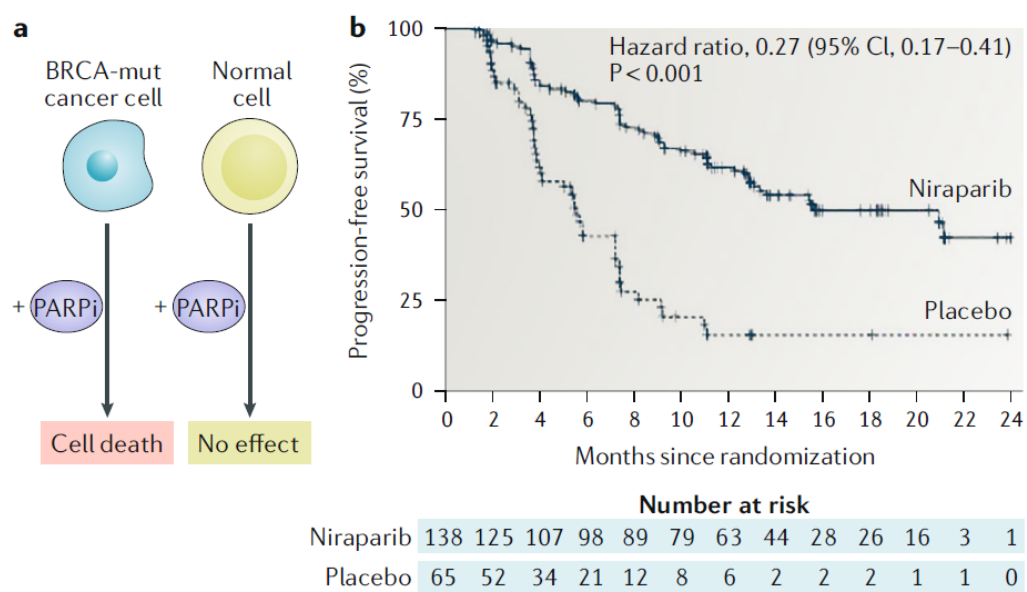 a
BRCA-mut
cancer cell
Normal
cell
+ PARPi
+ PARPi
Cell death
No effect
b
Hazard ratio, 0.27 (95% Cl, 0.17–0.41)
P < 0.001
Progression-free survival (%)
100
75
50
25
0
Niraparib
Placebo
0 2 4 6 8 10 12 14 16 18 20 22 24
Months since randomization
Number at risk
Niraparib 138 125 107 98 89 79 63 44 28 26 16 3 1
Placebo 65 52 34 21 12 8 6 2 2 2 1 1 0